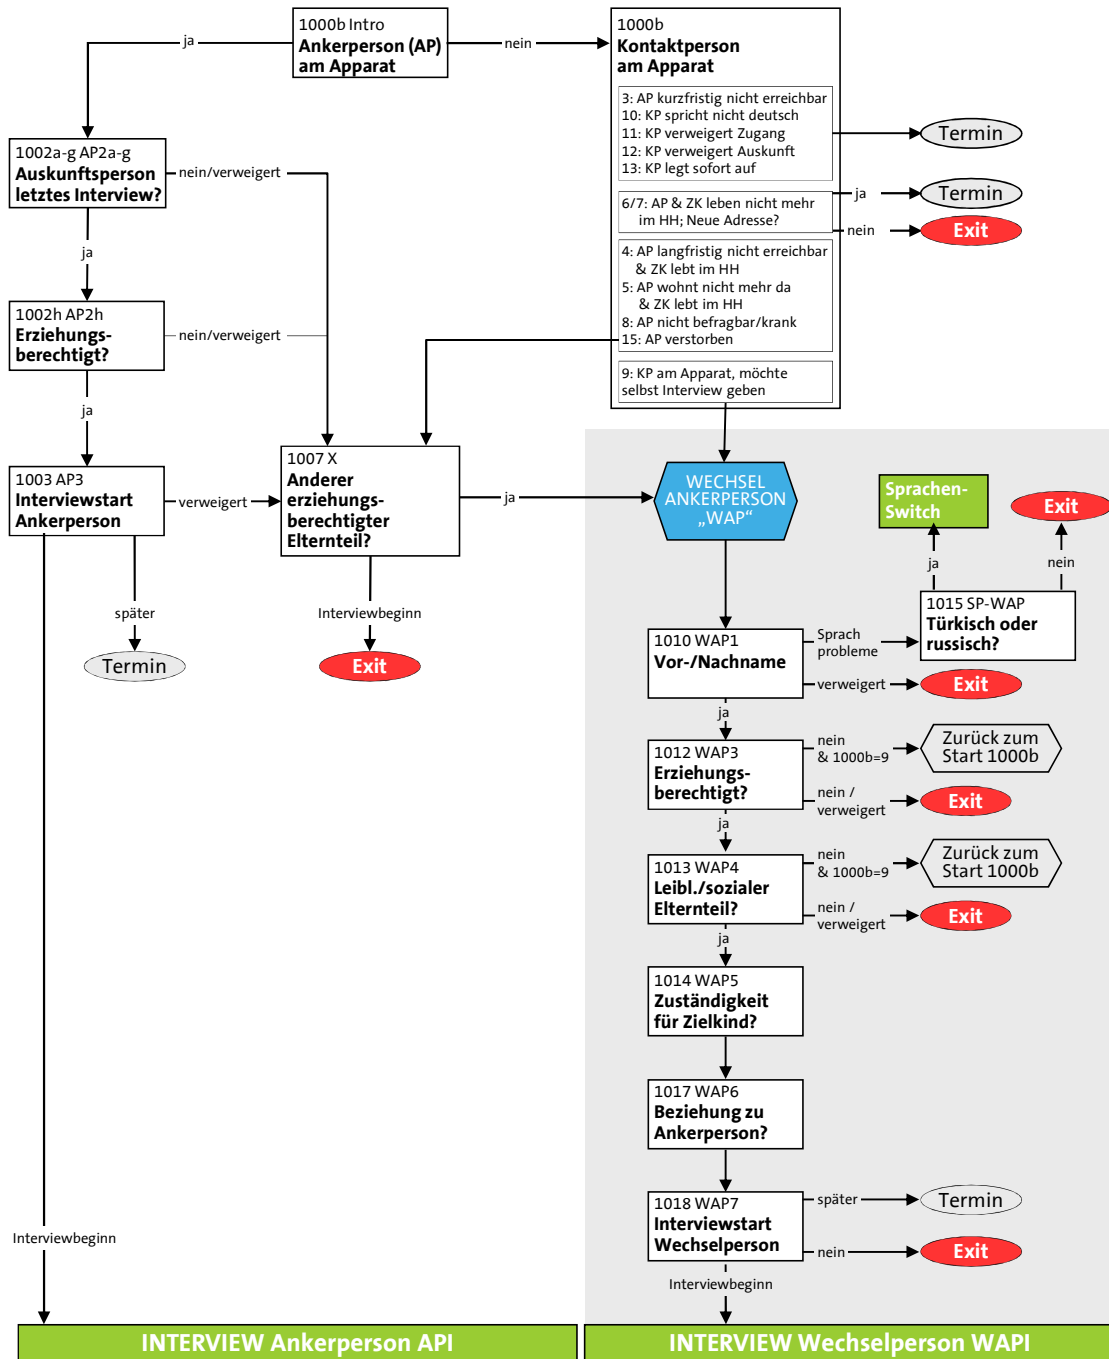 1000b Intro
Ankerperson (AP)
am Apparat
ja
nein
1000b
Kontaktperson
am Apparat
3: AP kurzfristig nicht erreichbar
10: KP spricht nicht deutsch
11: KP verweigert Zugang
12: KP verweigert Auskunft
13: KP legt sofort auf
Termin
6/7: AP & ZK leben nicht mehr
im HH; Neue Adresse?
ja
Termin
nein
Exit
4: AP langfristig nicht erreichbar
& ZK lebt im HH
5: AP wohnt nicht mehr da
& ZK lebt im HH
8: AP nicht befragbar/krank
15: AP verstorben
9: KP am Apparat, möchte
selbst Interview geben
1002a-g AP2a-g
Auskunftsperson
letztes Interview?
nein/verweigert
ja
1002h AP2h
Erziehungs-
berechtigt?
nein/verweigert
ja
1003 AP3
Interviewstart
Ankerperson
verweigert
später
Termin
1007 X
Anderer
erziehungs-
berechtigter
Elternteil?
ja
Interviewbeginn
Exit
WECHSEL
ANKERPERSON
„WAP“
Sprachen-
Switch
Exit
ja
nein
1015 SP-WAP
Türkisch oder
russisch?
1010 WAP1
Vor-/Nachname
Sprach
probleme
verweigert
Exit
ja
1012 WAP3
Erziehungs-
berechtigt?
nein
& 1000b=9
Zurück zum
Start 1000b
nein /
verweigert
Exit
ja
1013 WAP4
Leibl./sozialer
Elternteil?
nein
& 1000b=9
Zurück zum
Start 1000b
nein /
verweigert
Exit
ja
1014 WAP5
Zuständigkeit
für Zielkind?
1017 WAP6
Beziehung zu
Ankerperson?
1018 WAP7
Interviewstart
Wechselperson
später
Termin
nein
Exit
Interviewbeginn
Interviewbeginn
INTERVIEW Ankerperson API
INTERVIEW Wechselperson WAPI